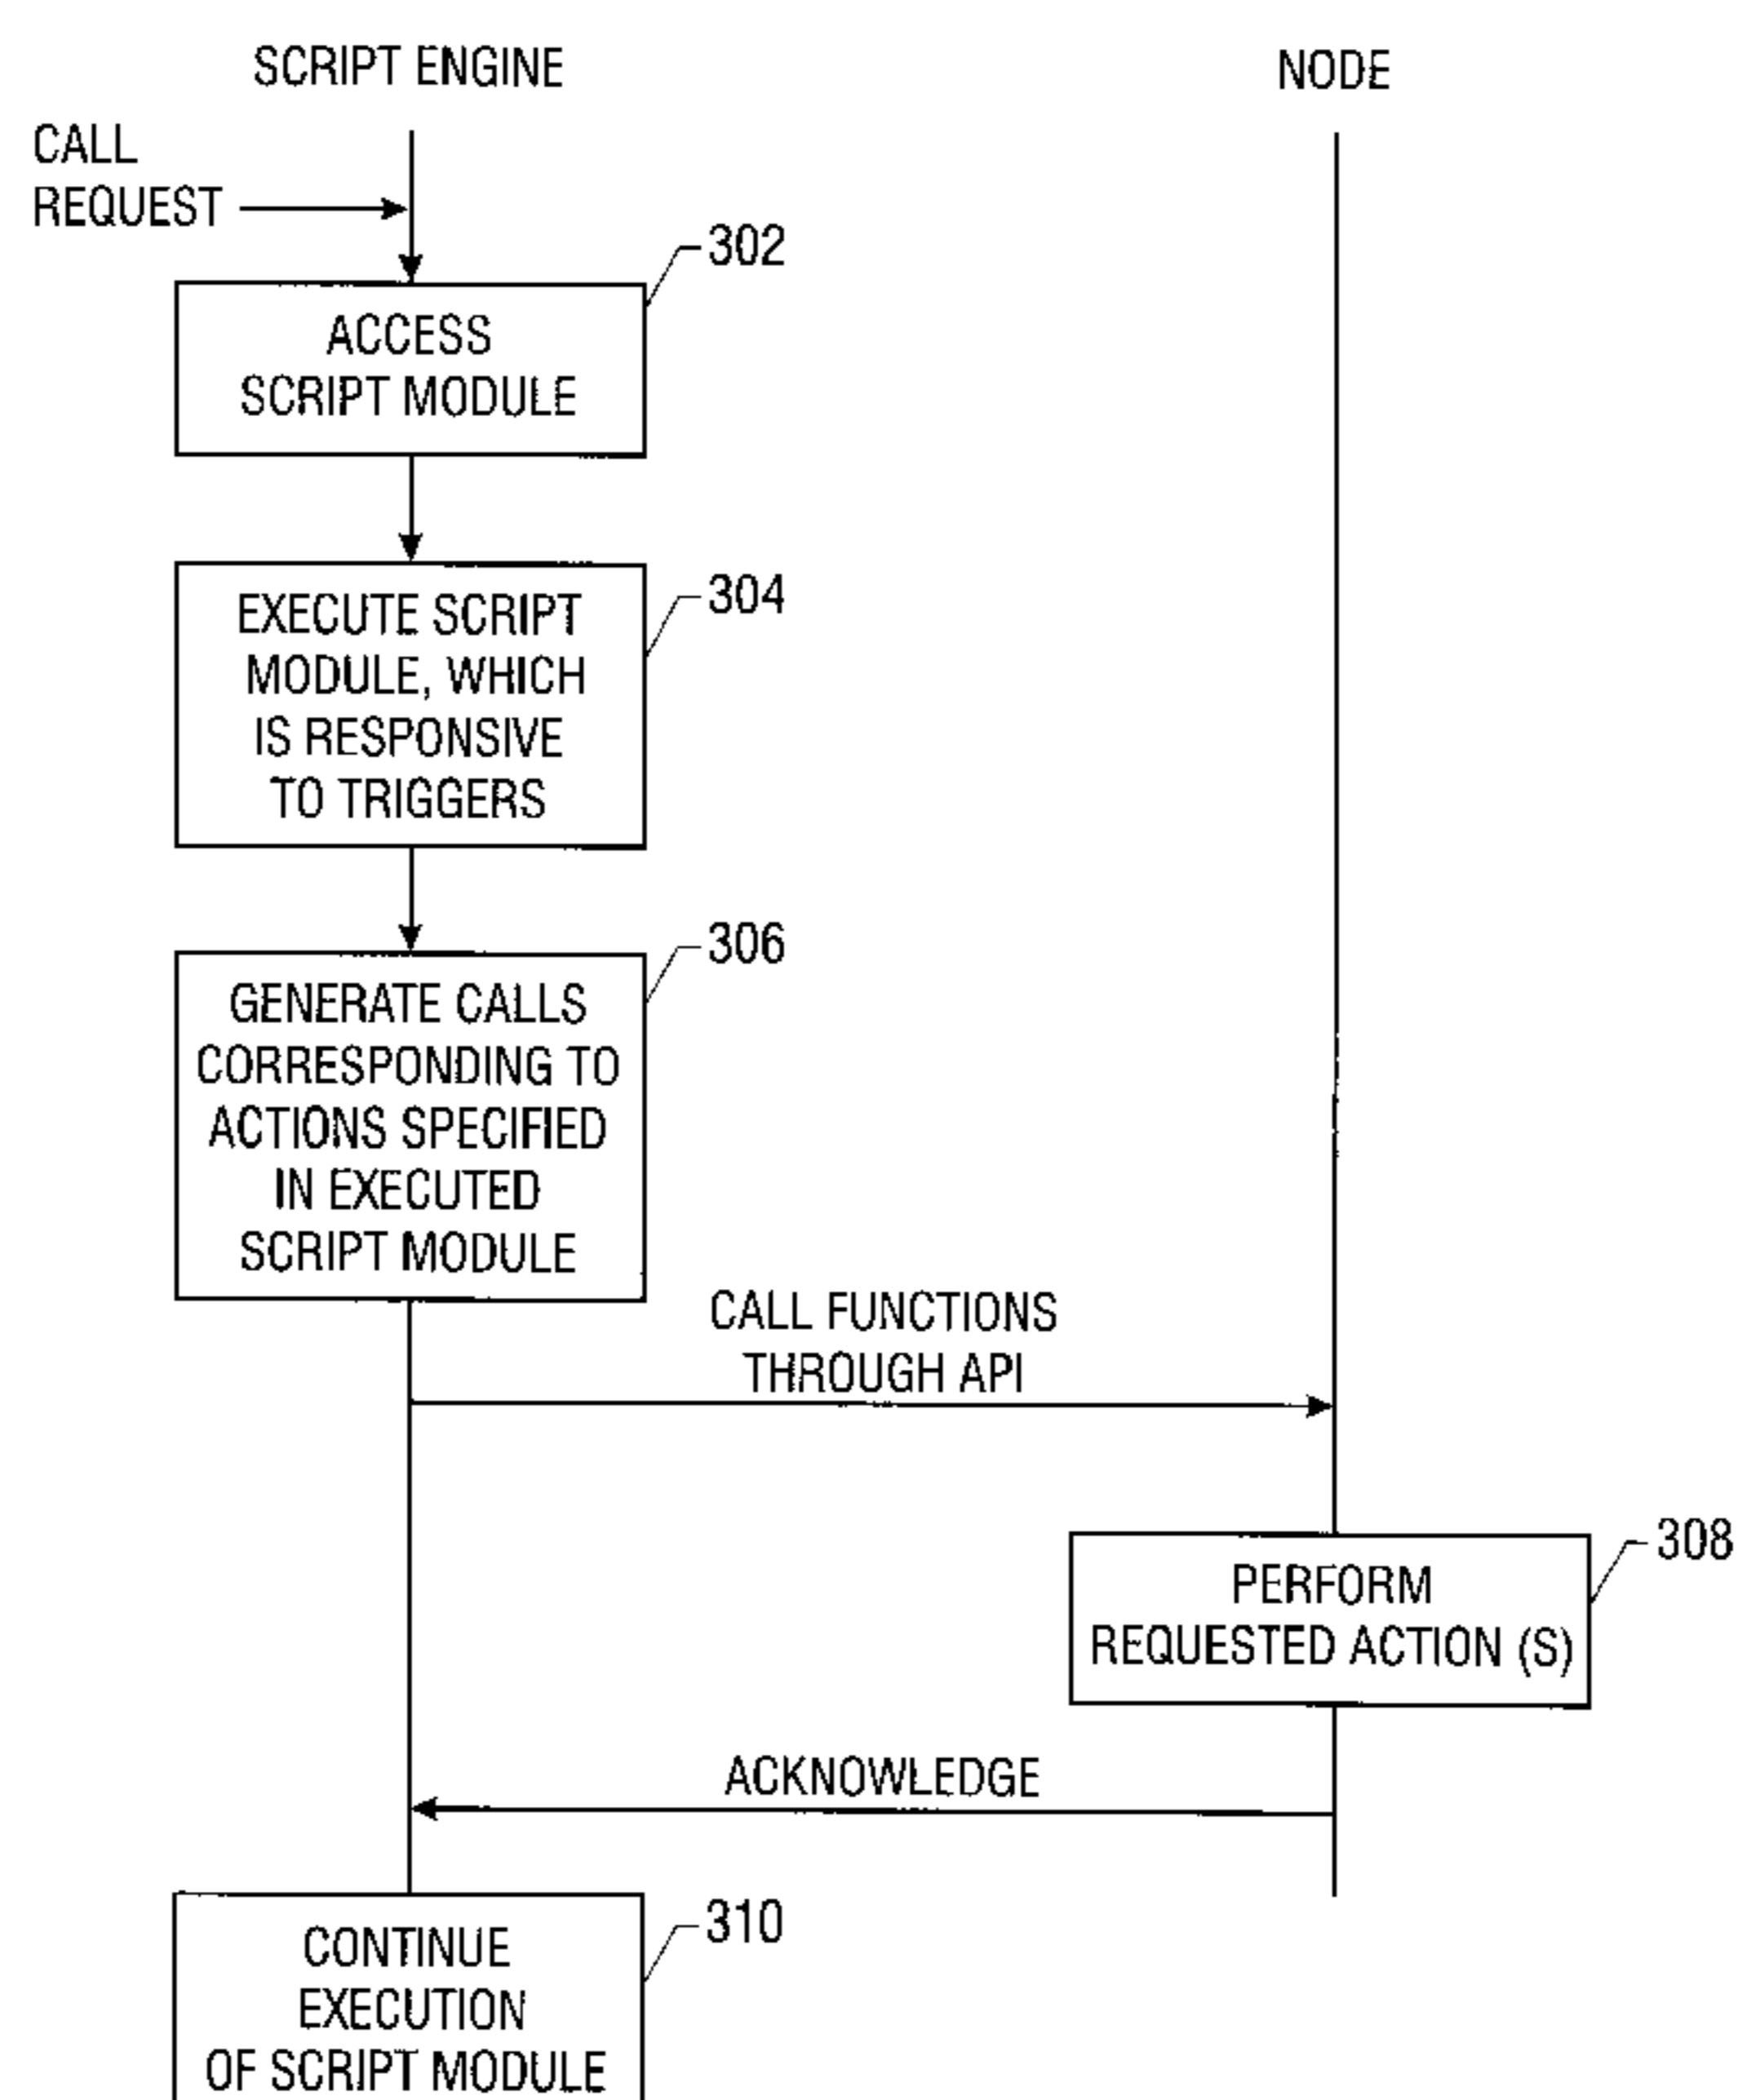 SCRIPT ENGINE
NODE
CALL
REQUEST
302
ACCESS
SCRIPT MODULE
304
EXECUTE SCRIPT
MODULE, WHICH
IS RESPONSIVE
TO TRIGGERS
306
GENERATE CALLS
CORRESPONDING TO
ACTIONS SPECIFIED
IN EXECUTED
SCRIPT MODULE
CALL FUNCTIONS
THROUGH API
308
PERFORM
REQUESTED ACTION (S)
ACKNOWLEDGE
310
CONTINUE
EXECUTION
OF SCRIPT MODULE